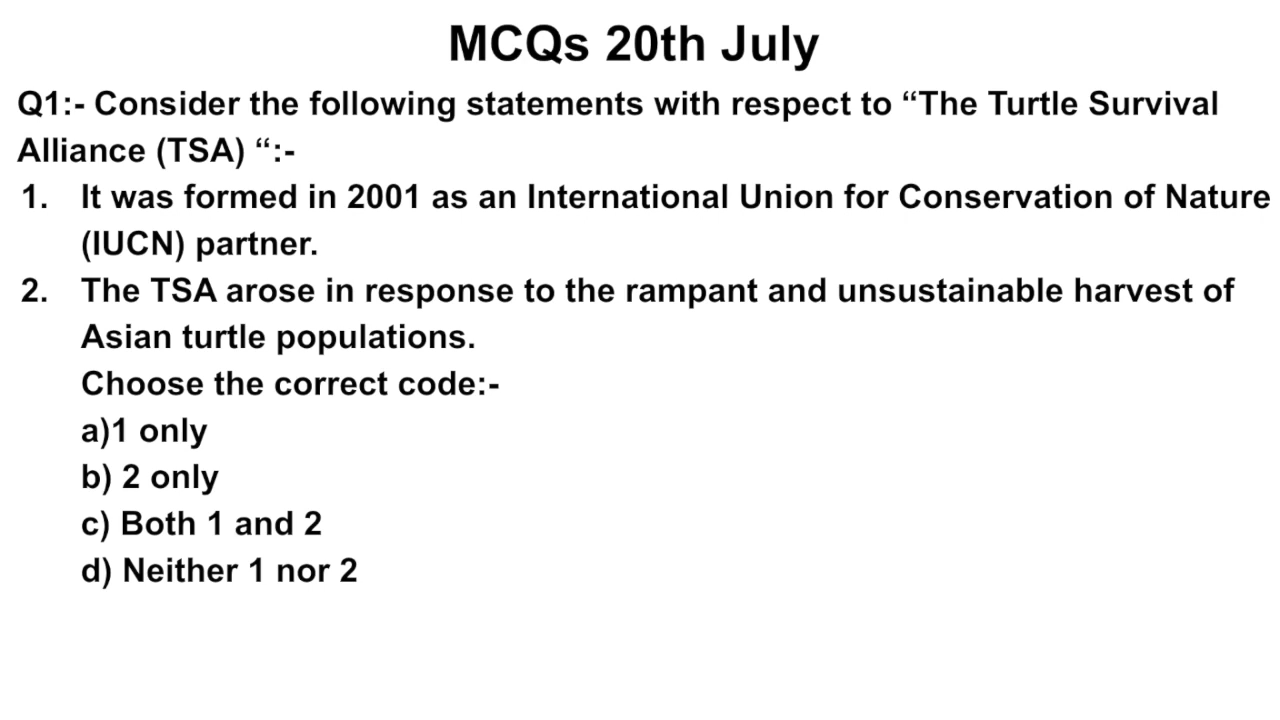 MCQs 20th July
Q1:- Consider the following statements with respect to “The Turtle Survival
Alliance (TSA) “:-
1. It was formed in 2001 as an International Union for Conservation of Nature
(IUCN) partner.
2. The TSA arose in response to the rampant and unsustainable harvest of
Asian turtle populations.
Choose the correct code:-
a)1 only
b) 2 only
c) Both 1 and 2
d) Neither 1 nor 2